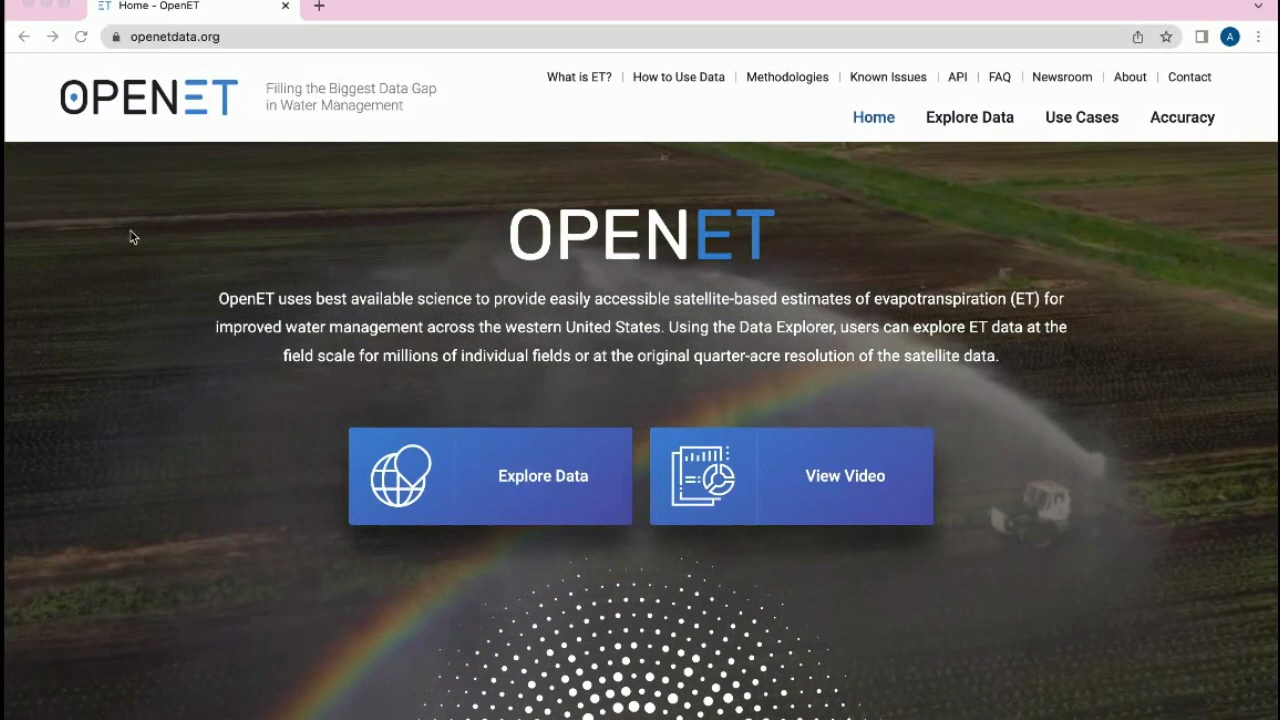 Home - OpenET
openetdata.org
A
OPENET
Filling the Biggest Data Gap
in Water Management
What is ET? | How to Use Data | Methodologies | Known Issues | API | FAQ | Newsroom | About | Contact
Home Explore Data Use Cases Accuracy
OPENET
OpenET uses best available science to provide easily accessible satellite-based estimates of evapotranspiration (ET) for
improved water management across the western United States. Using the Data Explorer, users can explore ET data at the
field scale for millions of individual fields or at the original quarter-acre resolution of the satellite data.
Explore Data
View Video